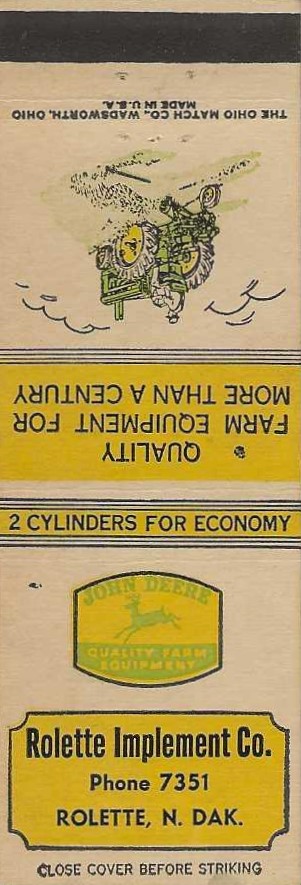 THE OHIO MATCH CO., WADSWORTH, OHIO
MADE IN U.S.A.
QUALITY
FARM EQUIPMENT FOR
MORE THAN A CENTURY
2 CYLINDERS FOR ECONOMY
JOHN DEERE
QUALITY FARM
EQUIPMENT
Rolette Implement Co.
Phone 7351
ROLETTE, N. DAK.
CLOSE COVER BEFORE STRIKING